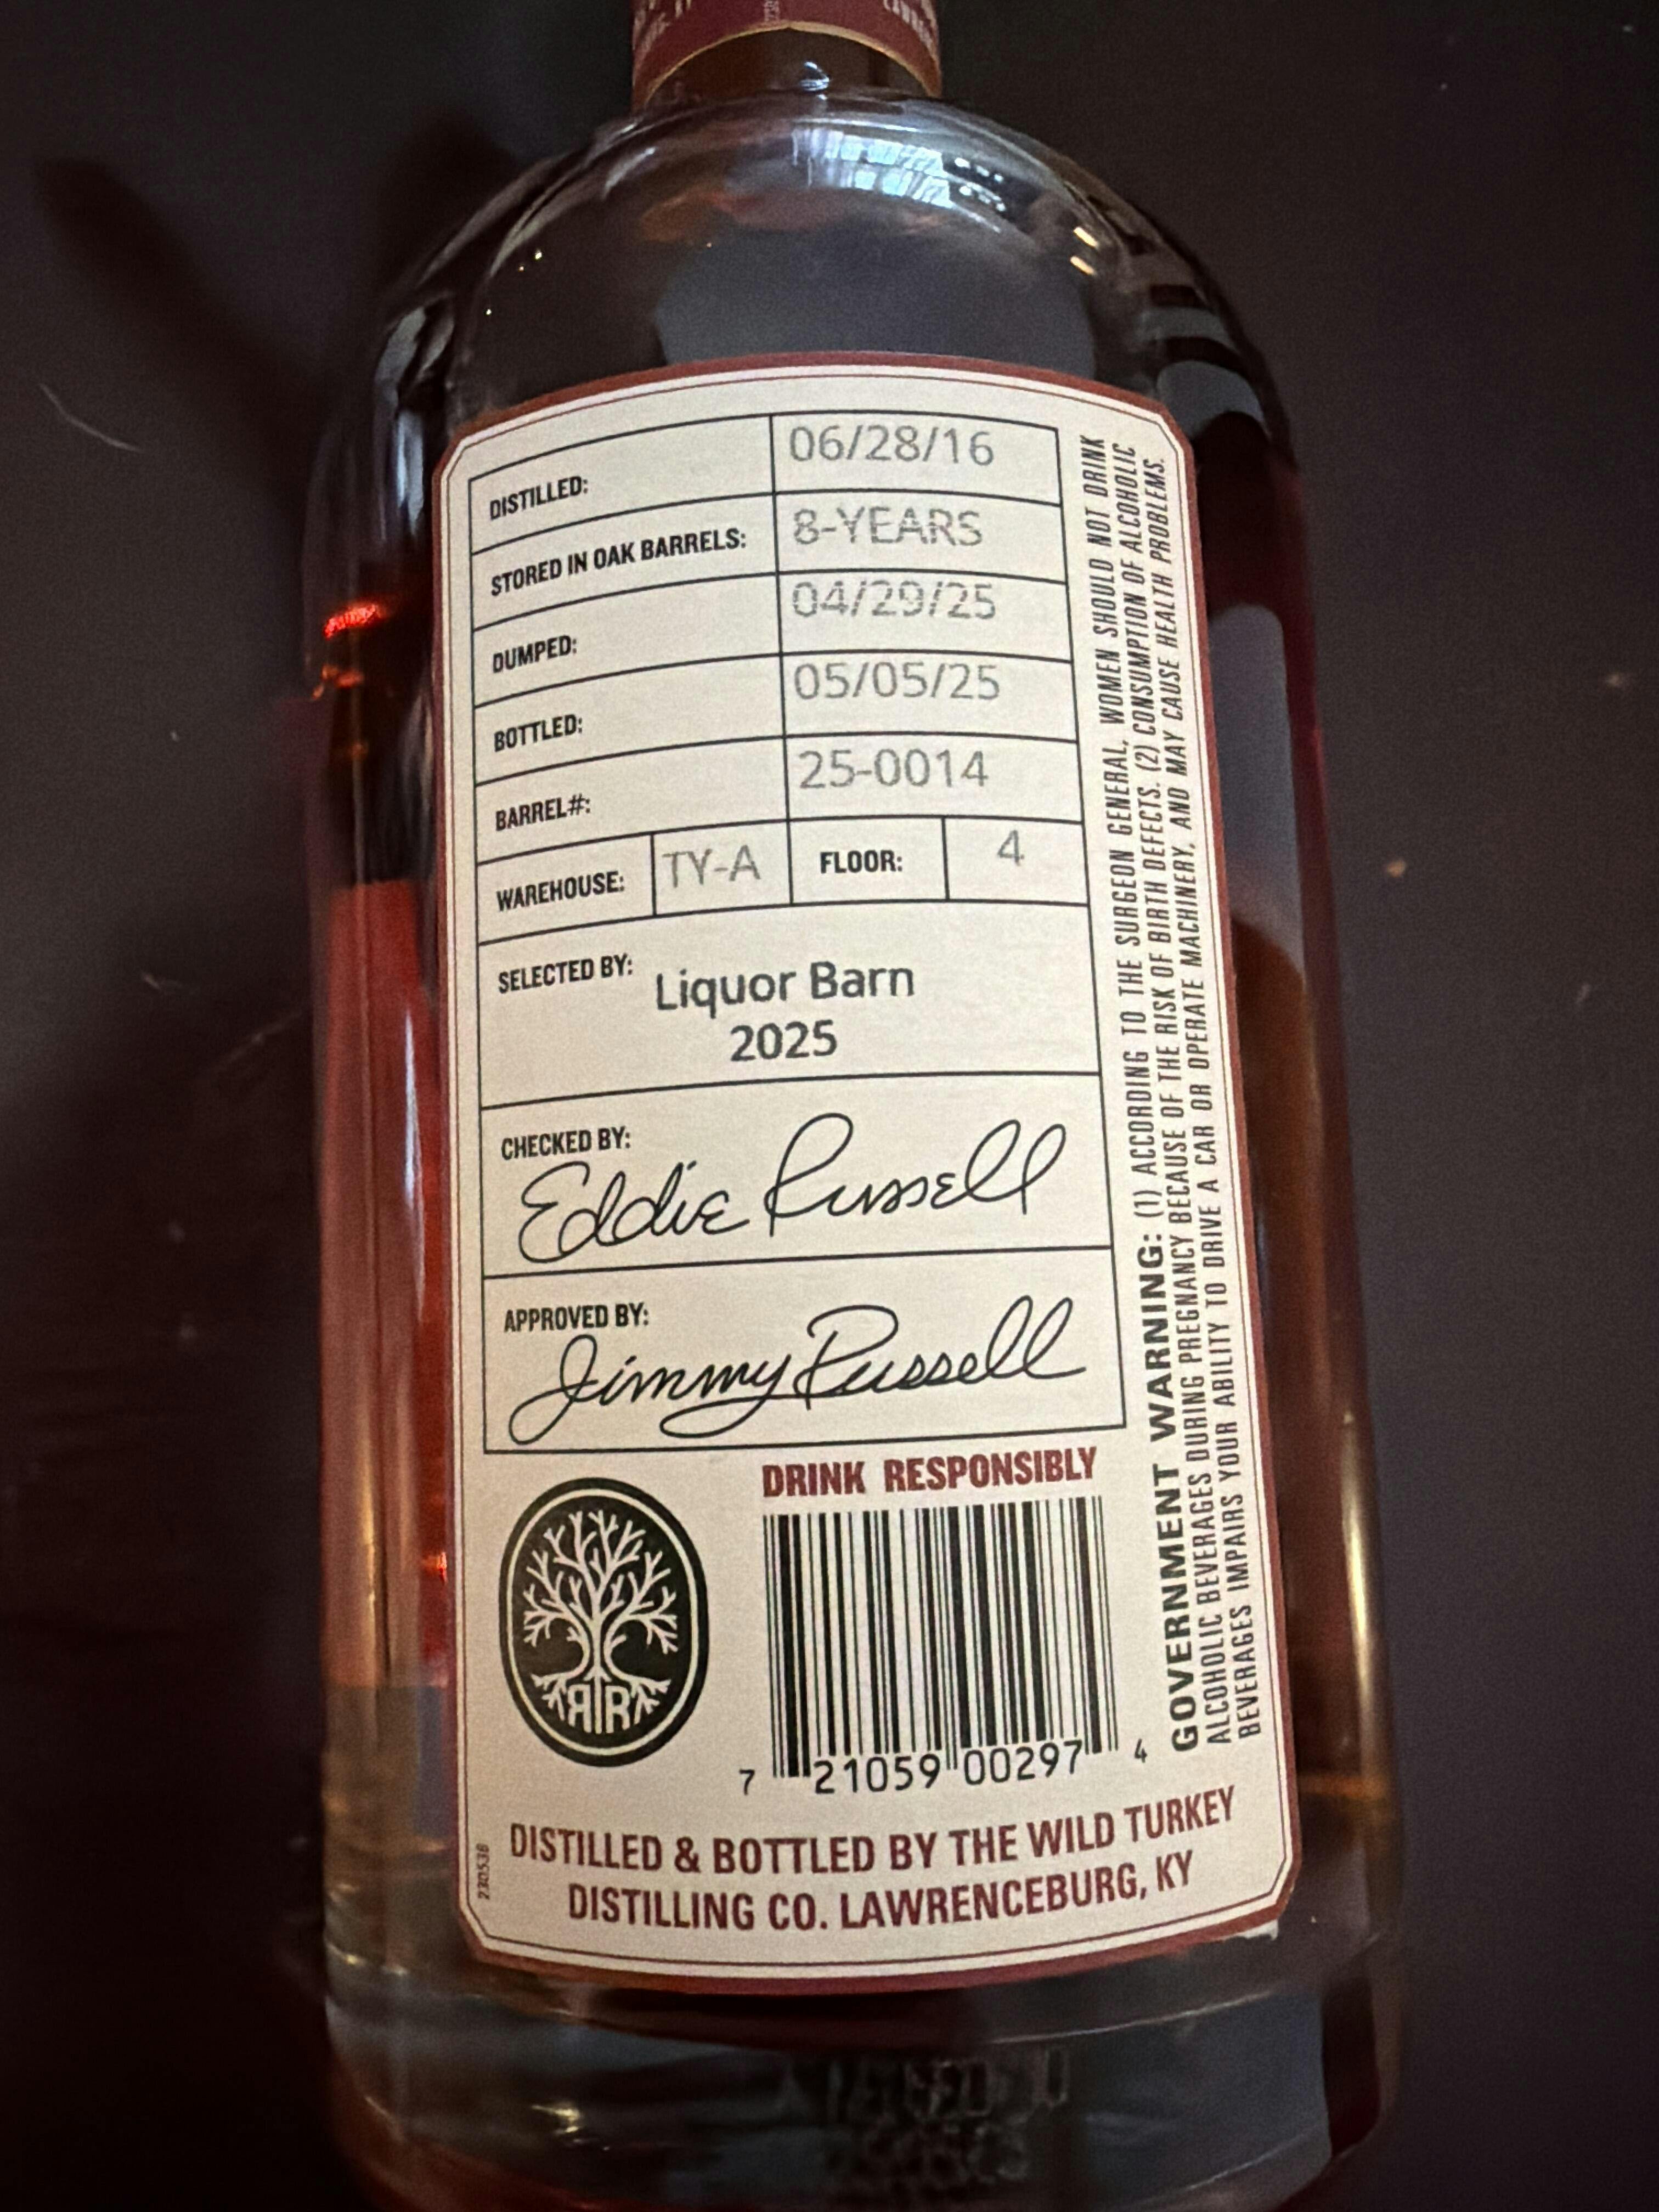 DISTILLED: 06/28/16
STORED IN OAK BARRELS: 8-YEARS
DUMPED: 04/29/25
BOTTLED: 05/05/25
BARREL#: 25-0014
WAREHOUSE: TY-A FLOOR: 4
SELECTED BY: Liquor Barn
2025
CHECKED BY:
Eddie Russell
APPROVED BY:
Jimmy Russell
DRINK RESPONSIBLY
7 21059 00297 4
DISTILLED & BOTTLED BY THE WILD TURKEY
DISTILLING CO. LAWRENCEBURG, KY
230538
GOVERNMENT WARNING: (1) ACCORDING TO THE SURGEON GENERAL, WOMEN SHOULD NOT DRINK
ALCOHOLIC BEVERAGES DURING PREGNANCY BECAUSE OF THE RISK OF BIRTH DEFECTS. (2) CONSUMPTION OF ALCOHOLIC
BEVERAGES IMPAIRS YOUR ABILITY TO DRIVE A CAR OR OPERATE MACHINERY, AND MAY CAUSE HEALTH PROBLEMS.